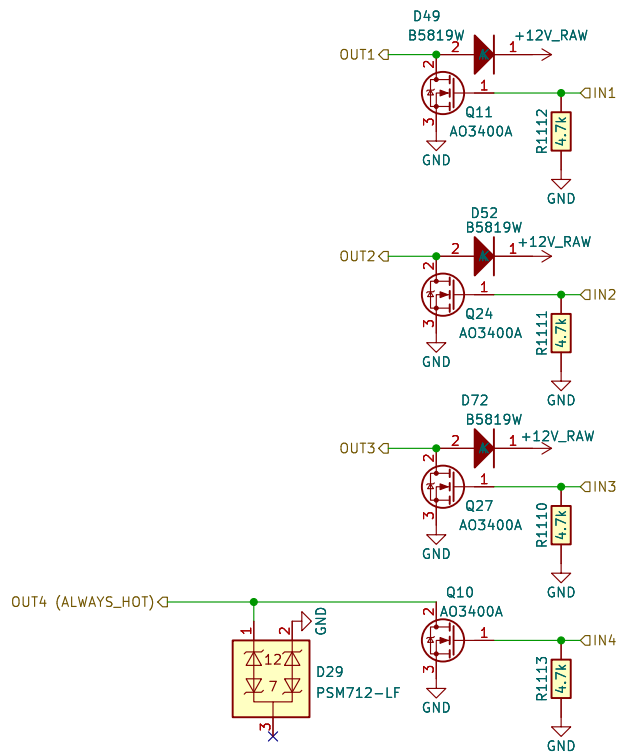 D49
B5819W
+12V_RAW
OUT1
2
K
A
1
2
1
IN1
Q11
3
AO3400A
R1112
4.7k
GND
GND
D52
B5819W
+12V_RAW
OUT2
2
K
A
1
2
1
IN2
Q24
3
AO3400A
R1111
4.7k
GND
GND
D72
B5819W
+12V_RAW
OUT3
2
K
A
1
2
1
IN3
Q27
3
AO3400A
R1110
4.7k
GND
GND
Q10
AO3400A
OUT4 (ALWAYS_HOT)
2
1
IN4
3
R1113
4.7k
GND
GND
1
2
GND
12
7
D29
PSM712-LF
3